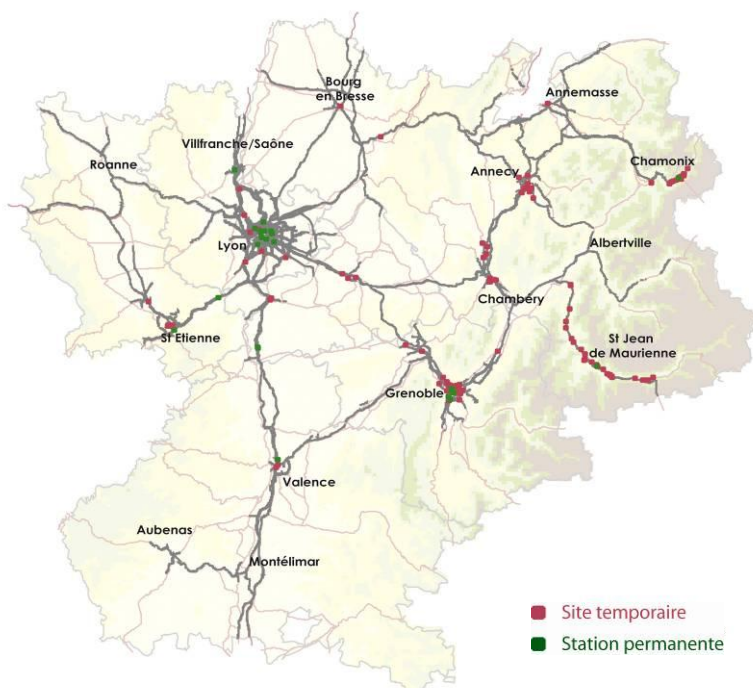 Bourg
en Bresse
Annemasse
Villfranche/Saône
Roanne
Chamonix
Annecy
Lyon
Albertville
Chambéry
St Etienne
St Jean
de Maurienne
Grenoble
Valence
Aubenas
Montélimar
Site temporaire
Station permanente